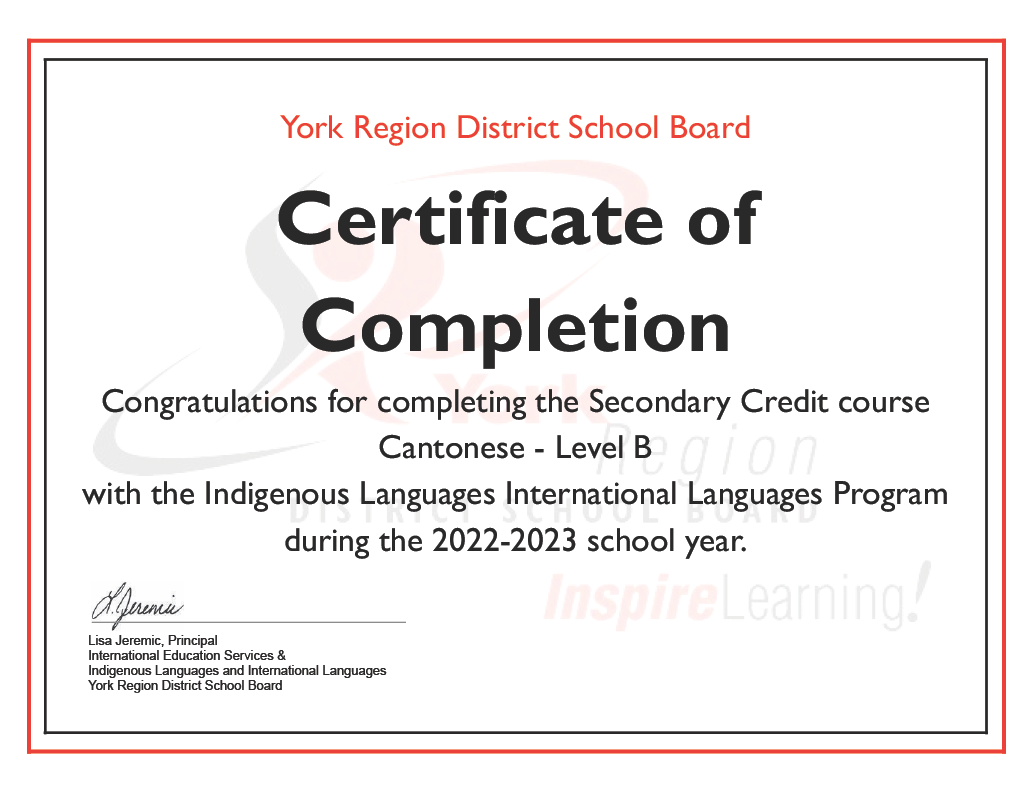 York Region District School Board
Certificate of
Completion
Congratulations for completing the Secondary Credit course
Cantonese - Level B
with the Indigenous Languages International Languages Program
during the 2022-2023 school year.
York
Region
DISTRICT SCHOOL BOARD
InspireLearning!
L. Jeremic
Lisa Jeremic, Principal
International Education Services &
Indigenous Languages and International Languages
York Region District School Board